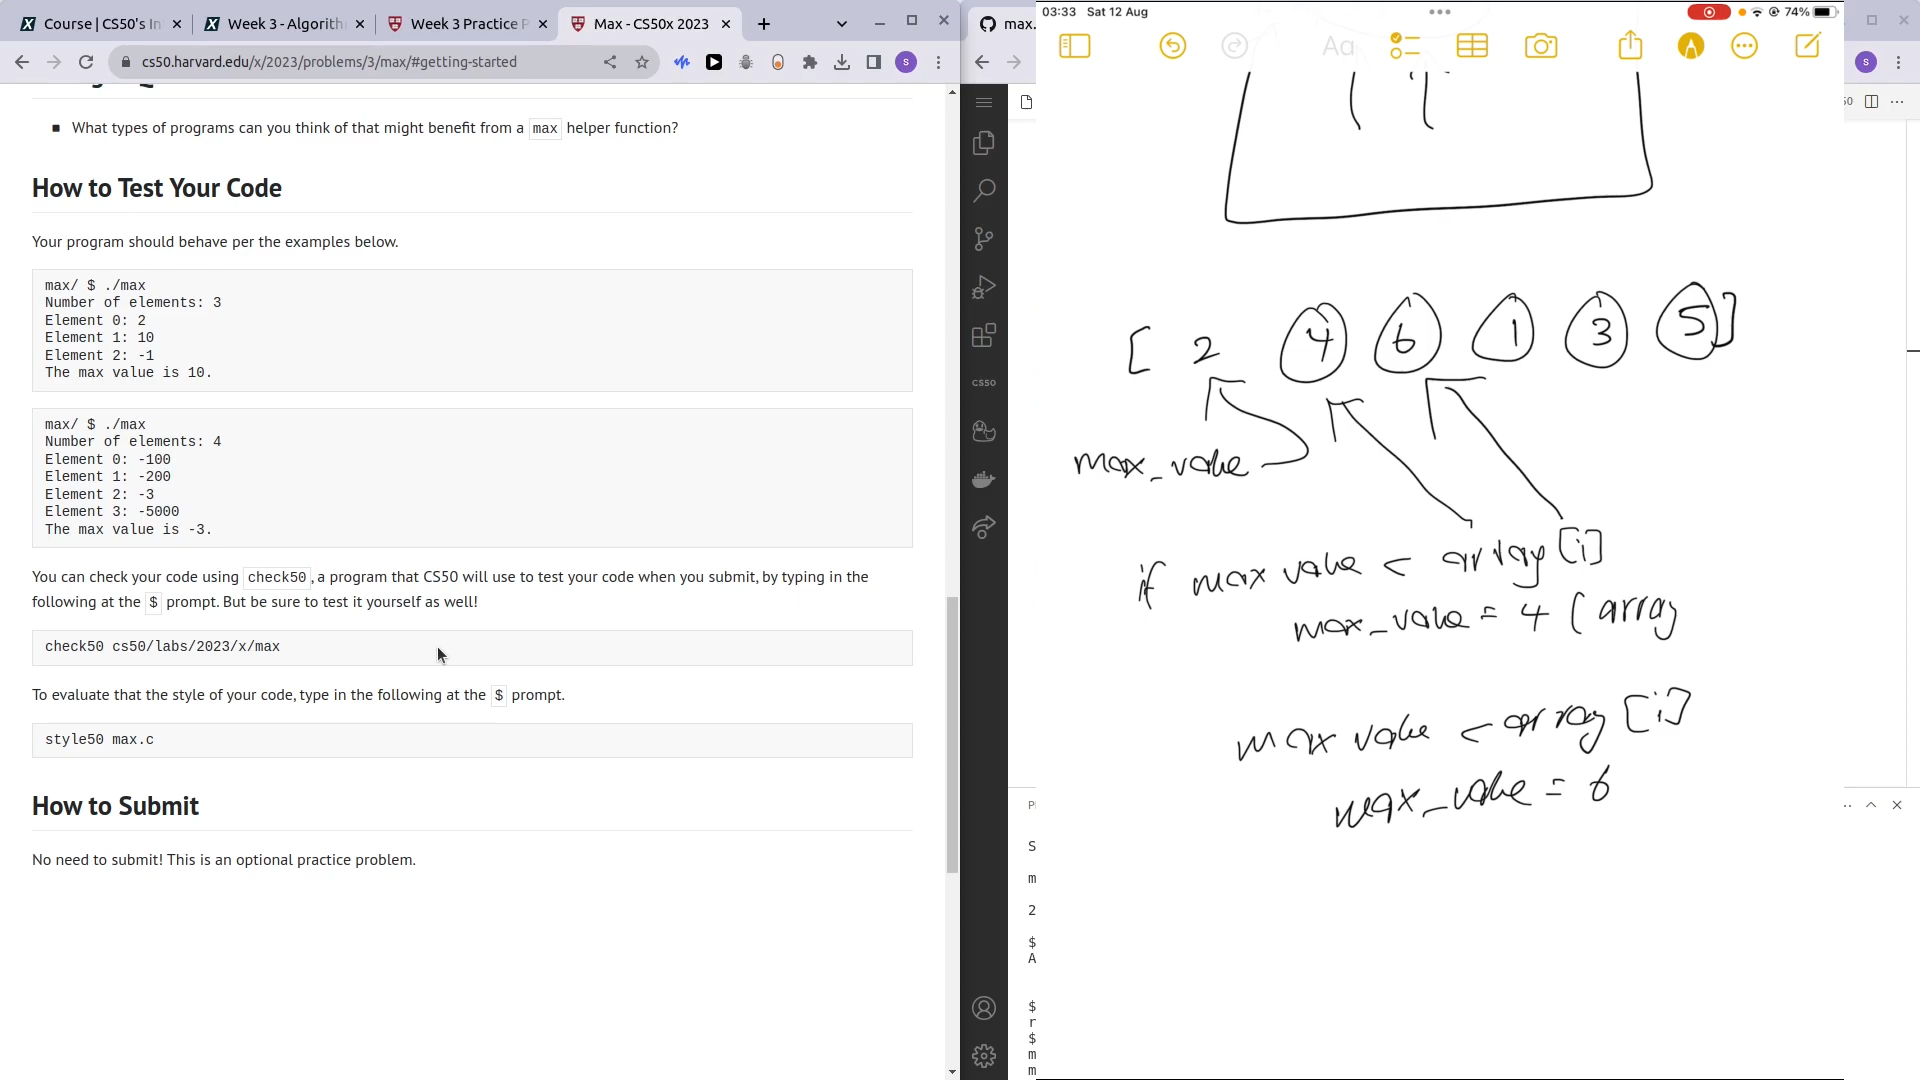 Course | CS50's In
Week 3 - Algorith
Week 3 Practice P
Max - CS50x 2023
max.
cs50.harvard.edu/x/2023/problems/3/max/#getting-started
S
What types of programs can you think of that might benefit from a max helper function?
How to Test Your Code
Your program should behave per the examples below.
max/ $ ./max
Number of elements: 3
Element 0: 2
Element 1: 10
Element 2: -1
The max value is 10.
max/ $ ./max
Number of elements: 4
Element 0: -100
Element 1: -200
Element 2: -3
Element 3: -5000
The max value is -3.
You can check your code using check50, a program that CS50 will use to test your code when you submit, by typing in the
following at the $ prompt. But be sure to test it yourself as well!
check50 cs50/labs/2023/x/max
To evaluate that the style of your code, type in the following at the $ prompt.
style50 max.c
How to Submit
No need to submit! This is an optional practice problem.
CS50
03:33 Sat 12 Aug
74%
Aa
S
50
[ 2 4 6 1 3 5 ]
max_value
if max value < array [i]
max_value = 4 ( array
max value < array [i]
max_value = 6
P
S
m
2
$
A
$
r
$
m
m